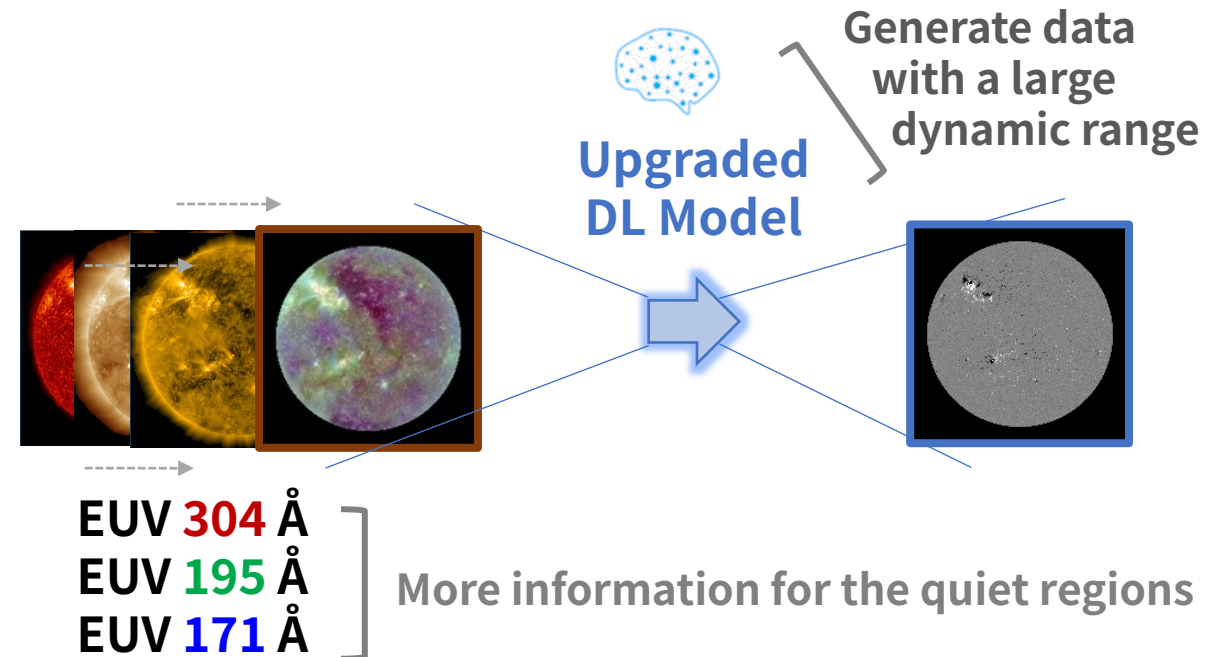 Generate data
with a large
dynamic range
Upgraded
DL Model
EUV 304 Å
EUV 195 Å
EUV 171 Å
More information for the quiet regions